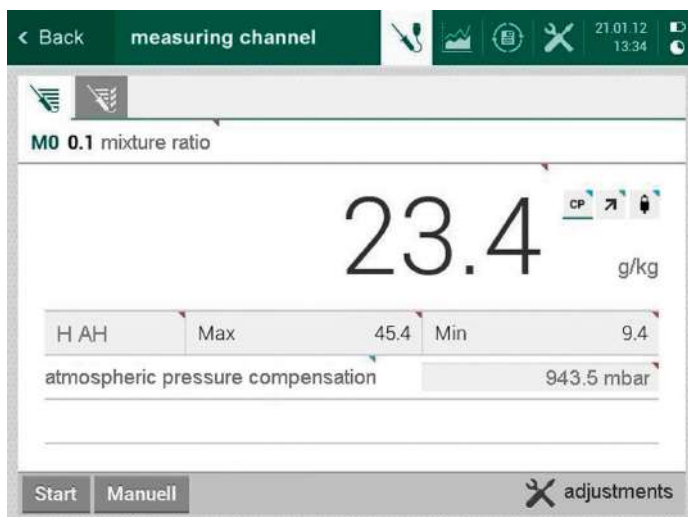 < Back measuring channel 21.01.12
13:34
M0 0.1 mixture ratio
23.4 CP
g/kg
H AH Max 45.4 Min 9.4
atmospheric pressure compensation 943.5 mbar
Start Manuell adjustments